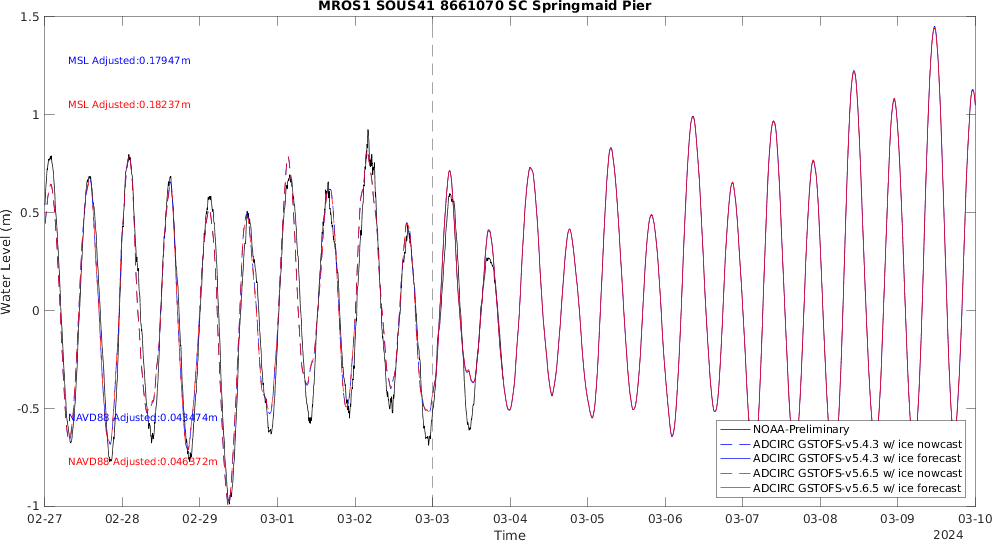 MROS1 SOUS41 8661070 SC Springmaid Pier
1.5
1
0.5
0
-0.5
-1
Water Level (m)
MSL Adjusted:0.17947m
MSL Adjusted:0.18237m
NAVD88 Adjusted:0.043474m
NAVD88 Adjusted:0.046372m
NOAA-Preliminary
ADCIRC GSTOFS-v5.4.3 w/ ice nowcast
ADCIRC GSTOFS-v5.4.3 w/ ice forecast
ADCIRC GSTOFS-v5.6.5 w/ ice nowcast
ADCIRC GSTOFS-v5.6.5 w/ ice forecast
02-27 02-28 02-29 03-01 03-02 03-03 03-04 03-05 03-06 03-07 03-08 03-09 03-10
Time
2024